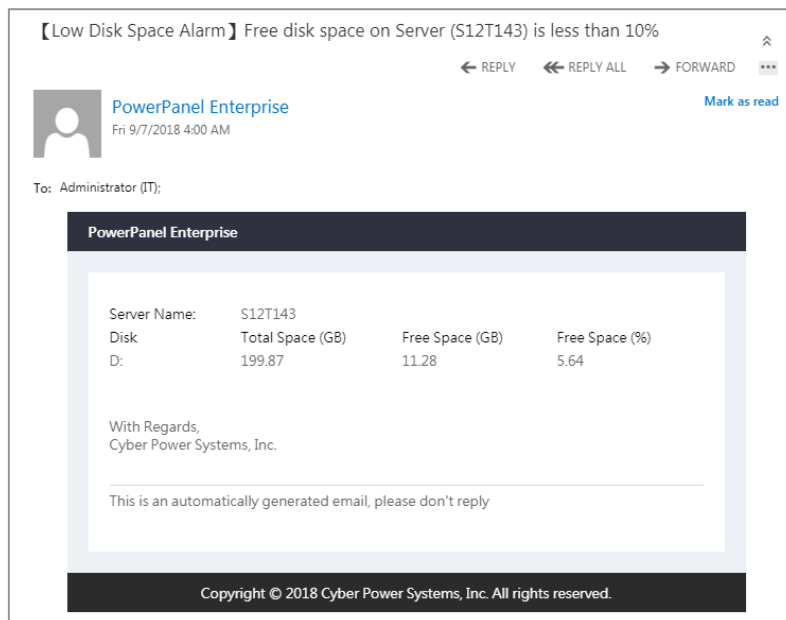 【Low Disk Space Alarm】Free disk space on Server (S12T143) is less than 10%
REPLY REPLY ALL FORWARD
PowerPanel Enterprise
Mark as read
Fri 9/7/2018 4:00 AM
To: Administrator (IT);
PowerPanel Enterprise
Server Name: S12T143
Disk Total Space (GB) Free Space (GB) Free Space (%)
D: 199.87 11.28 5.64
With Regards,
Cyber Power Systems, Inc.
This is an automatically generated email, please don't reply
Copyright © 2018 Cyber Power Systems, Inc. All rights reserved.